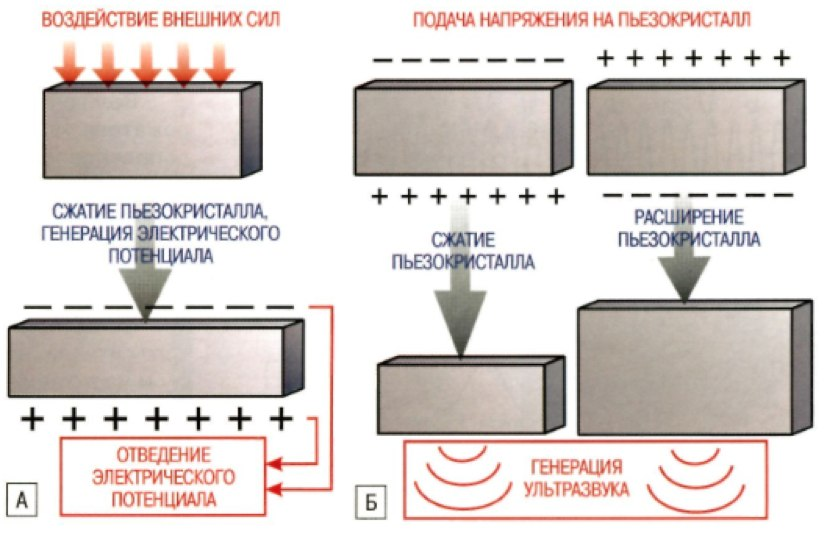 ВОЗДЕЙСТВИЕ ВНЕШНИХ СИЛ
СЖАТИЕ ПЬЕЗОКРИСТАЛЛА,
ГЕНЕРАЦИЯ ЭЛЕКТРИЧЕСКОГО
ПОТЕНЦИАЛА
− − − − − − − − − −
+ + + + + + +
ОТВЕДЕНИЕ
ЭЛЕКТРИЧЕСКОГО
ПОТЕНЦИАЛА
А
ПОДАЧА НАПРЯЖЕНИЯ НА ПЬЕЗОКРИСТАЛЛ
− − − − − − −
+ + + + + + +
+ + + + + + +
− − − − − − −
СЖАТИЕ
ПЬЕЗОКРИСТАЛЛА
РАСШИРЕНИЕ
ПЬЕЗОКРИСТАЛЛА
ГЕНЕРАЦИЯ
УЛЬТРАЗВУКА
Б